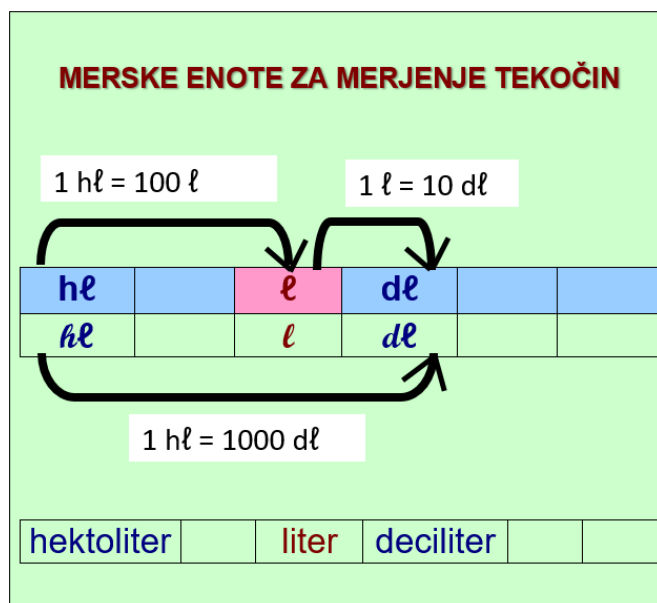 MERSKE ENOTE ZA MERJENJE TEKOČIN
1 hℓ = 100 ℓ
1 ℓ = 10 dℓ
hℓ ℓ dℓ
hℓ ℓ dℓ
1 hℓ = 1000 dℓ
hektoliter liter deciliter